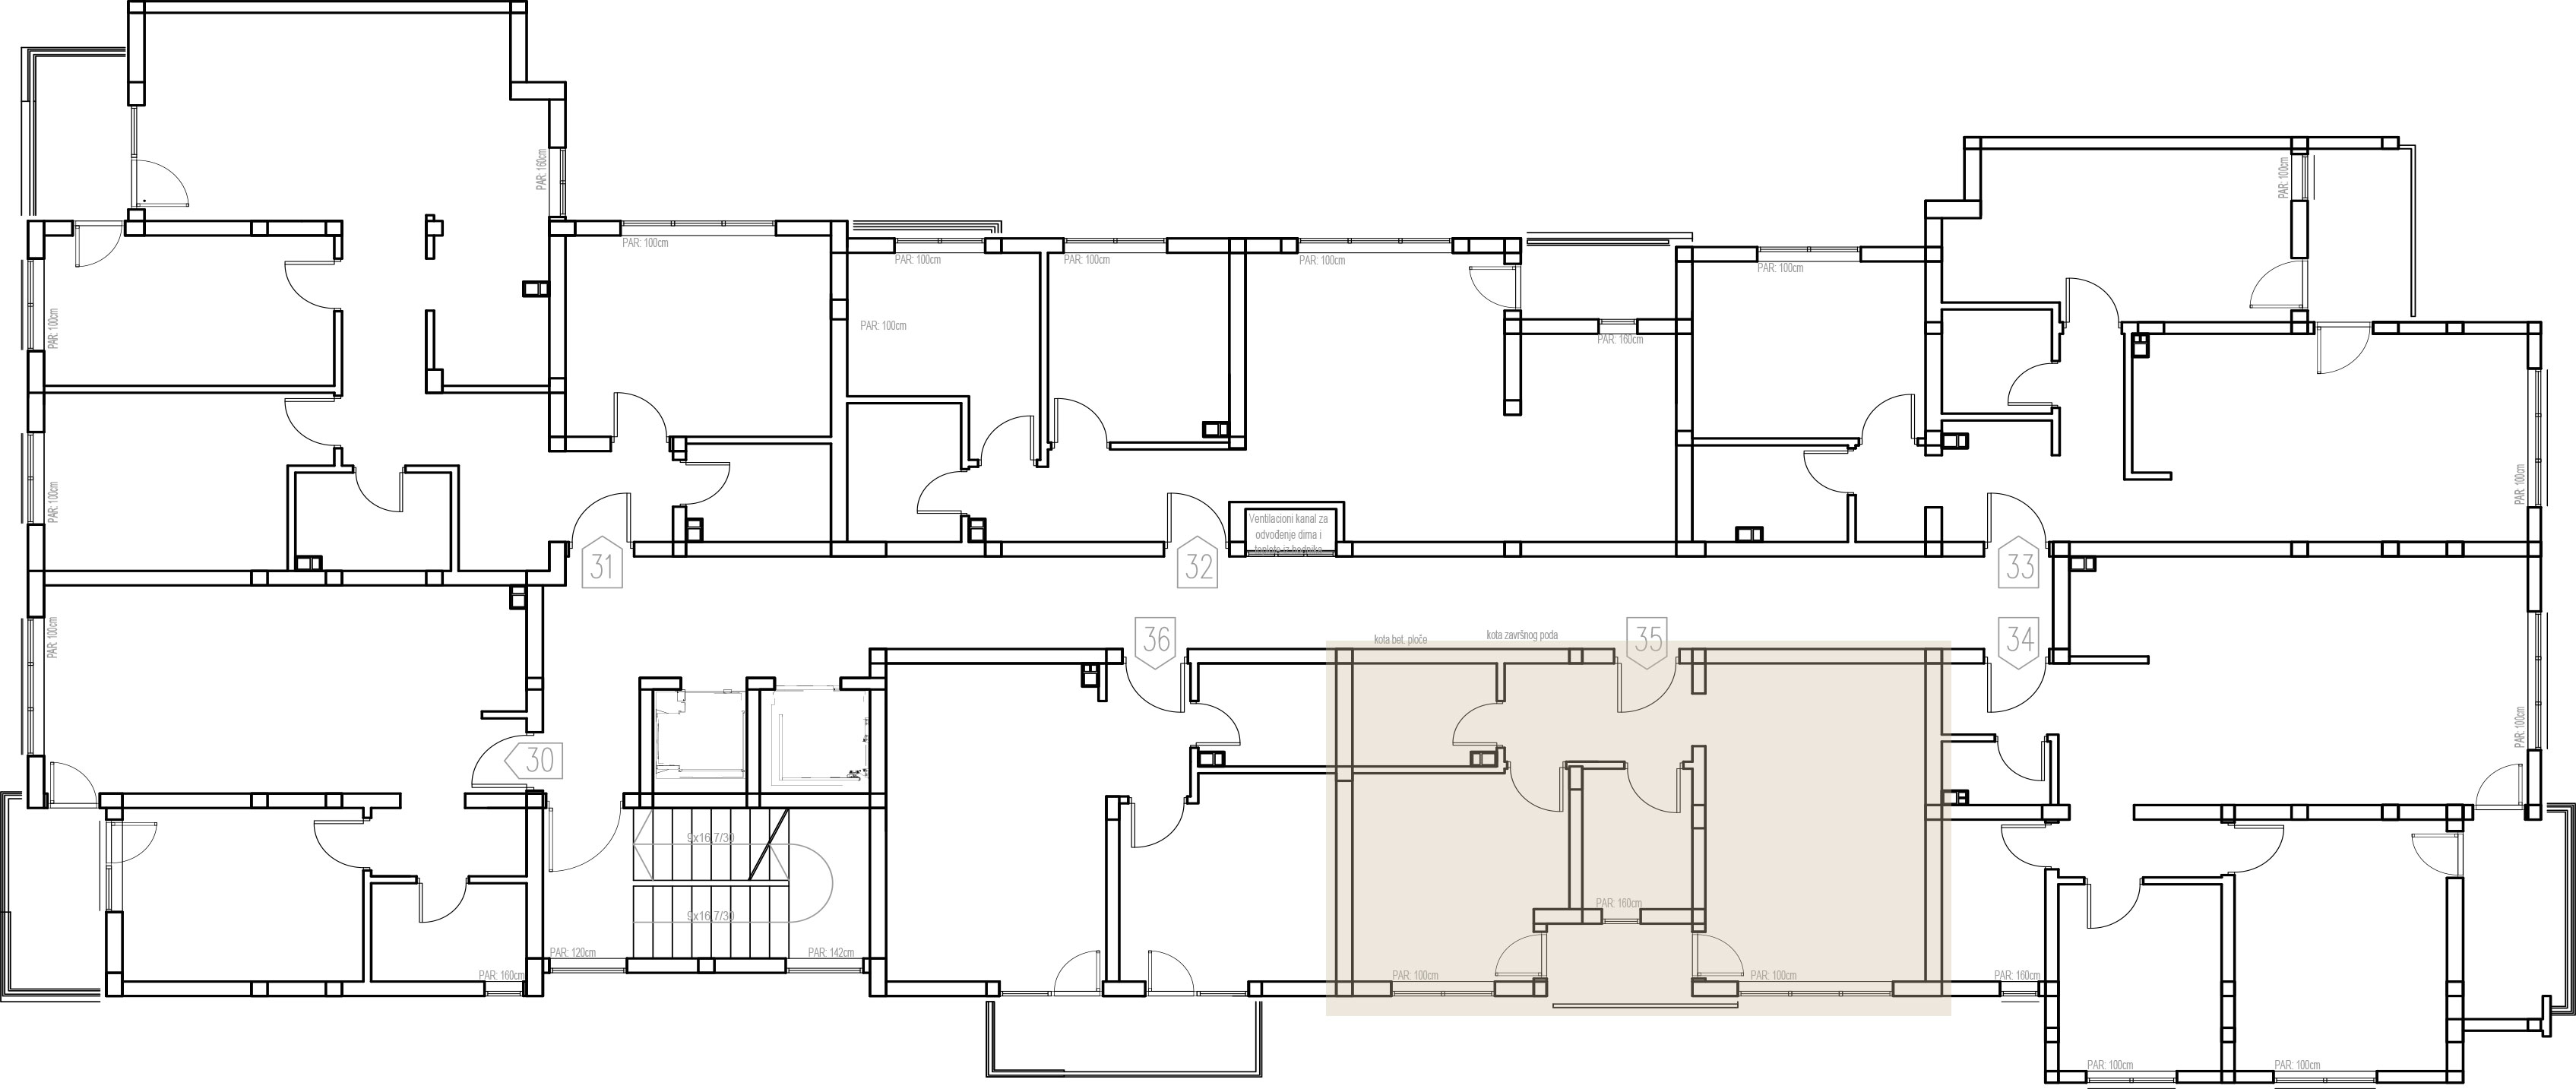 PAR: 160cm
PAR: 100cm
PAR: 100cm
PAR: 100cm
PAR: 100cm
PAR: 100cm
PAR: 100cm
PAR: 100cm
PAR: 100cm
PAR: 160cm
PAR: 100cm
PAR: 100cm
PAR: 100cm
Ventilacioni kanal za
odvođenje dima i
toplote iz hodnika
31
32
33
36
35
34
kota bet. ploče
kota završnog poda
PAR: 100cm
PAR: 100cm
30
9x16,7/30
9x16,7/30
PAR: 160cm
PAR: 120cm
PAR: 142cm
PAR: 160cm
PAR: 100cm
PAR: 100cm
PAR: 160cm
PAR: 100cm
PAR: 100cm